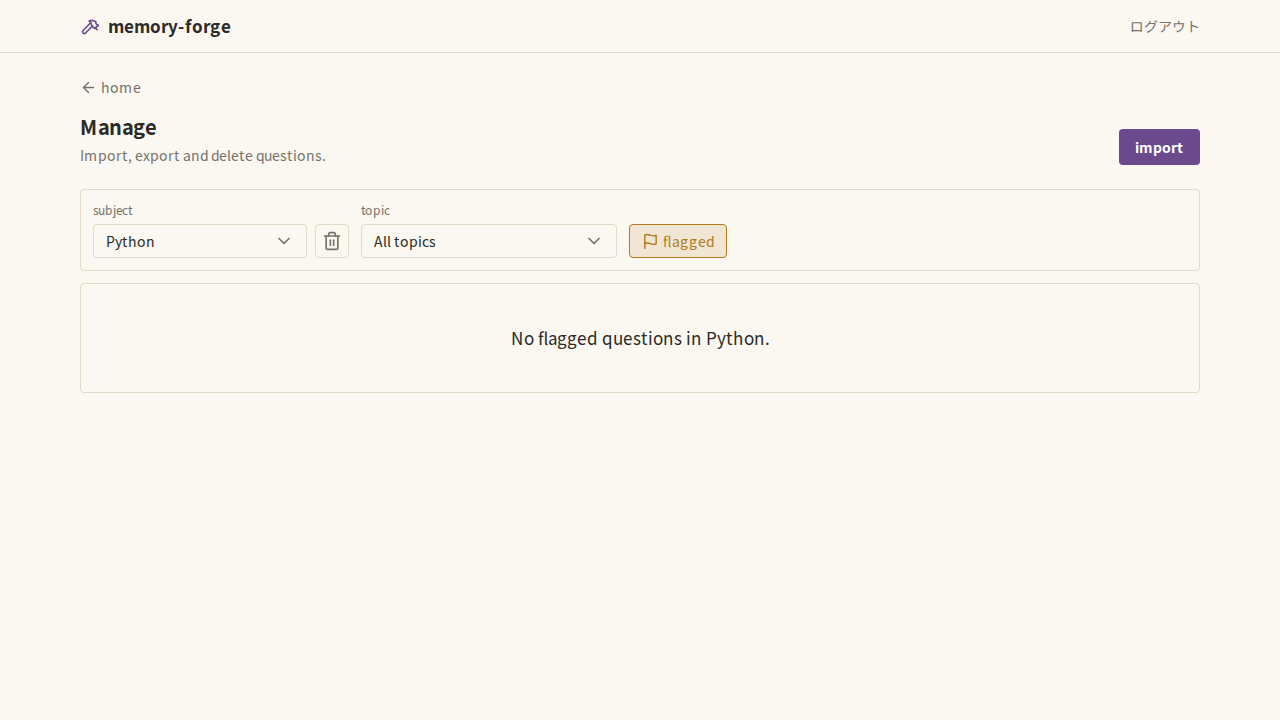 memory-forge
ログアウト
home
Manage
Import, export and delete questions.
import
subject
topic
Python
All topics
flagged
No flagged questions in Python.